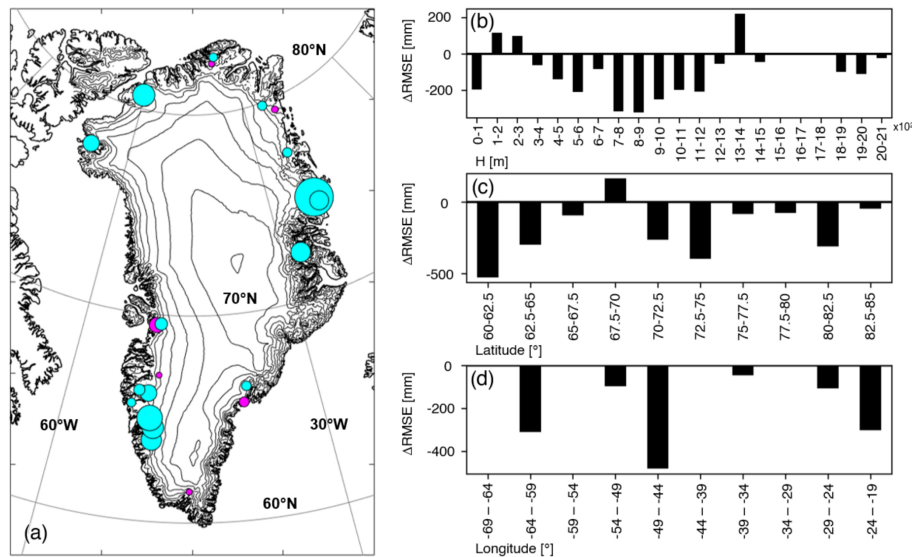 80°N
70°N
60°W
30°W
60°N
(a)
(b)
ΔRMSE [mm]
200
0
-200
0-1
1-2
2-3
3-4
4-5
5-6
6-7
7-8
8-9
9-10
10-11
11-12
12-13
13-14
14-15
15-16
16-17
17-18
18-19
19-20
20-21
H [m]
(c)
ΔRMSE [mm]
0
-500
60-62.5
62.5-65
65-67.5
67.5-70
70-72.5
72.5-75
75-77.5
77.5-80
80-82.5
82.5-85
Latitude [°]
(d)
ΔRMSE [mm]
0
-200
-400
-69 – -64
-64 – -59
-59 – -54
-54 – -49
-49 – -44
-44 – -39
-39 – -34
-34 – -29
-29 – -24
-24 – -19
Longitude [°]